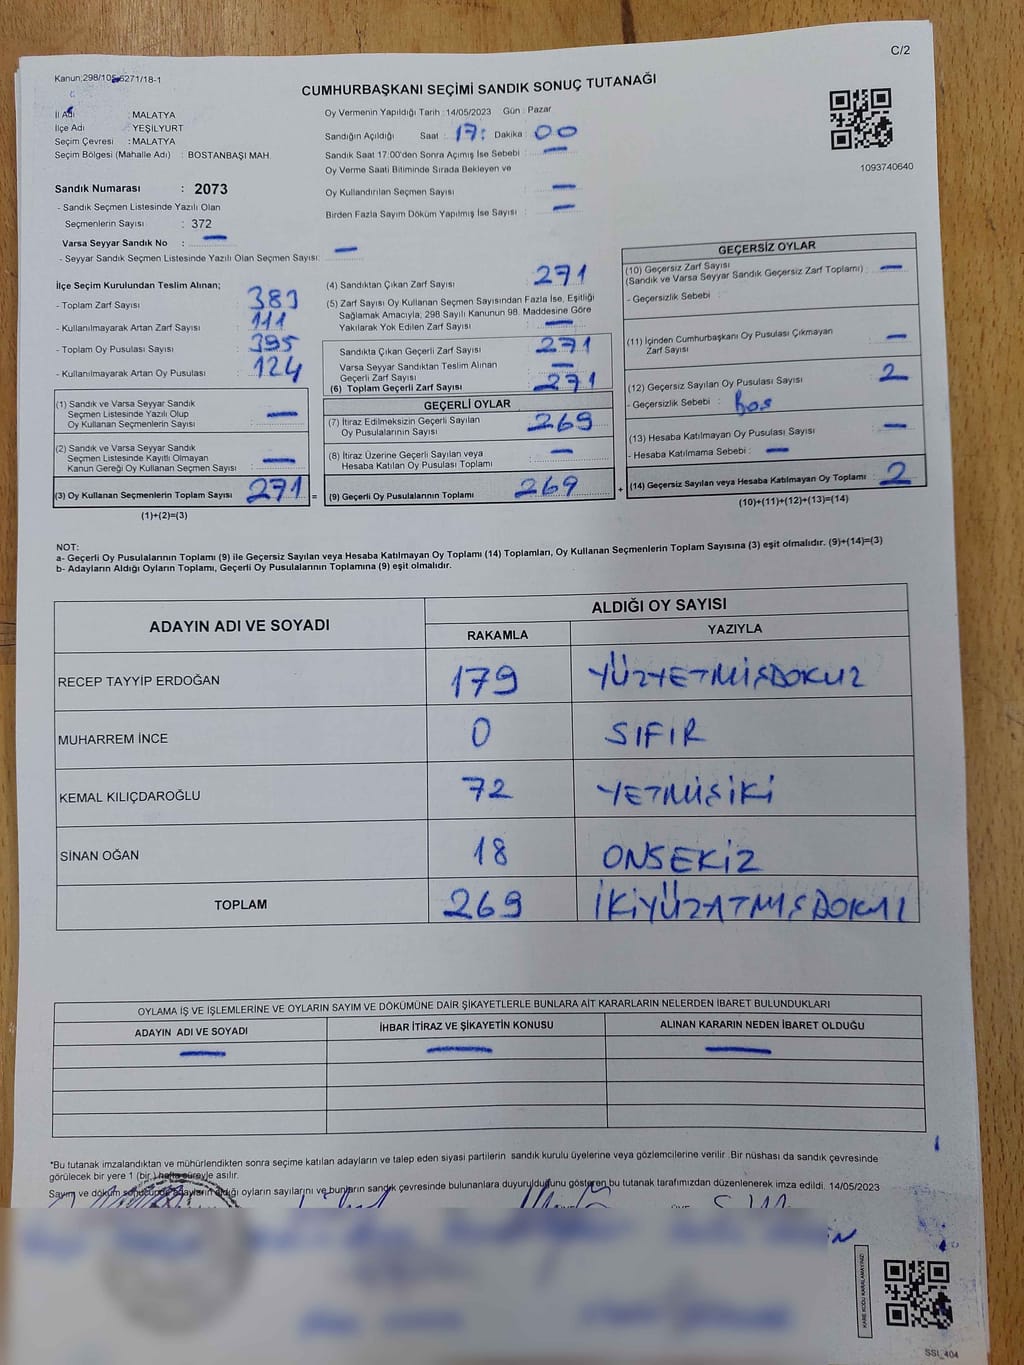 C/2
Kanun:298/105-6271/18-1
CUMHURBAŞKANI SEÇİMİ SANDIK SONUÇ TUTANAĞI
İl Adı : MALATYA
İlçe Adı : YEŞİLYURT
Seçim Çevresi : MALATYA
Seçim Bölgesi (Mahalle Adı) : BOSTANBAŞI MAH.
Oy Vermenin Yapıldığı Tarih :14/05/2023 Gün : Pazar
Sandığın Açıldığı Saat : 17: Dakika : 00
Sandık Saat 17:00'den Sonra Açımış İse Sebebi : —
Oy Verme Saati Bitiminde Sırada Bekleyen ve
Oy Kullandırılan Seçmen Sayısı : —
Birden Fazla Sayım Döküm Yapılmış İse Sayısı : —
1093740640
Sandık Numarası : 2073
- Sandık Seçmen Listesinde Yazılı Olan
Seçmenlerin Sayısı : 372
Varsa Seyyar Sandık No : —
- Seyyar Sandık Seçmen Listesinde Yazılı Olan Seçmen Sayısı: —
İlçe Seçim Kurulundan Teslim Alınan;
- Toplam Zarf Sayısı : 383
- Kullanılmayarak Artan Zarf Sayısı : 111
- Toplam Oy Pusulası Sayısı : 395
- Kullanılmayarak Artan Oy Pusulası : 124
(1) Sandık ve Varsa Seyyar Sandık
Seçmen Listesinde Yazılı Olup
Oy Kullanan Seçmenlerin Sayısı : —
(2) Sandık ve Varsa Seyyar Sandık
Seçmen Listesinde Kayıtlı Olmayan
Kanun Gereği Oy Kullanan Seçmen Sayısı : —
(3) Oy Kullanan Seçmenlerin Toplam Sayısı 271 =
(1)+(2)=(3)
(4) Sandıktan Çıkan Zarf Sayısı : 271
(5) Zarf Sayısı Oy Kullanan Seçmen Sayısından Fazla İse, Eşitliği
Sağlamak Amacıyla; 298 Sayılı Kanunun 98. Maddesine Göre
Yakılarak Yok Edilen Zarf Sayısı : —
Sandıkta Çıkan Geçerli Zarf Sayısı : 271
Varsa Seyyar Sandıktan Teslim Alınan
Geçerli Zarf Sayısı : —
(6) Toplam Geçerli Zarf Sayısı : 271
GEÇERLİ OYLAR
(7) İtiraz Edilmeksizin Geçerli Sayılan
Oy Pusulalarının Sayısı : 269
(8) İtiraz Üzerine Geçerli Sayılan veya
Hesaba Katılan Oy Pusulası Toplamı : —
(9) Geçerli Oy Pusulalarının Toplamı : 269 +
GEÇERSİZ OYLAR
(10) Geçersiz Zarf Sayısı : —
(Sandık ve Varsa Seyyar Sandık Geçersiz Zarf Toplamı)
- Geçersizlik Sebebi :
(11) İçinden Cumhurbaşkanı Oy Pusulası Çıkmayan
Zarf Sayısı : —
(12) Geçersiz Sayılan Oy Pusulası Sayısı : 2
- Geçersizlik Sebebi : Boş
(13) Hesaba Katılmayan Oy Pusulası Sayısı : —
- Hesaba Katılmama Sebebi : —
(14) Geçersiz Sayılan veya Hesaba Katılmayan Oy Toplamı : 2
(10)+(11)+(12)+(13)=(14)
NOT:
a- Geçerli Oy Pusulalarının Toplamı (9) ile Geçersiz Sayılan veya Hesaba Katılmayan Oy Toplamı (14) Toplamları, Oy Kullanan Seçmenlerin Toplam Sayısına (3) eşit olmalıdır. (9)+(14)=(3)
b- Adayların Aldığı Oyların Toplamı, Geçerli Oy Pusulalarının Toplamına (9) eşit olmalıdır.
ADAYIN ADI VE SOYADI ALDIĞI OY SAYISI
RAKAMLA YAZIYLA
RECEP TAYYİP ERDOĞAN 179 YÜZYETMİŞDOKUZ
MUHARREM İNCE 0 SIFIR
KEMAL KILIÇDAROĞLU 72 YETMİŞİKİ
SİNAN OĞAN 18 ONSEKİZ
TOPLAM 269 İKİYÜZATMIŞDOKUZ
OYLAMA İŞ VE İŞLEMLERİNE VE OYLARIN SAYIM VE DÖKÜMÜNE DAİR ŞİKAYETLERLE BUNLARA AİT KARARLARIN NELERDEN İBARET BULUNDUKLARI
ADAYIN ADI VE SOYADI İHBAR İTİRAZ VE ŞİKAYETİN KONUSU ALINAN KARARIN NEDEN İBARET OLDUĞU
— — —
*Bu tutanak imzalandıktan ve mühürlendikten sonra seçime katılan adayların ve talep eden siyasi partilerin sandık kurulu üyelerine veya gözlemcilerine verilir .Bir nüshası da sandık çevresinde
görülecek bir yere 1 (bir ) hafta süreyle asılır.
Sayım ve döküm sonucunda adayların aldığı oyların sayılarını ve bunların sandık çevresinde bulunanlara duyurulduğunu gösteren bu tutanak tarafımızdan düzenlenerek imza edildi. 14/05/2023
KARE KODU KARALAMAYINIZ!
SSI_404